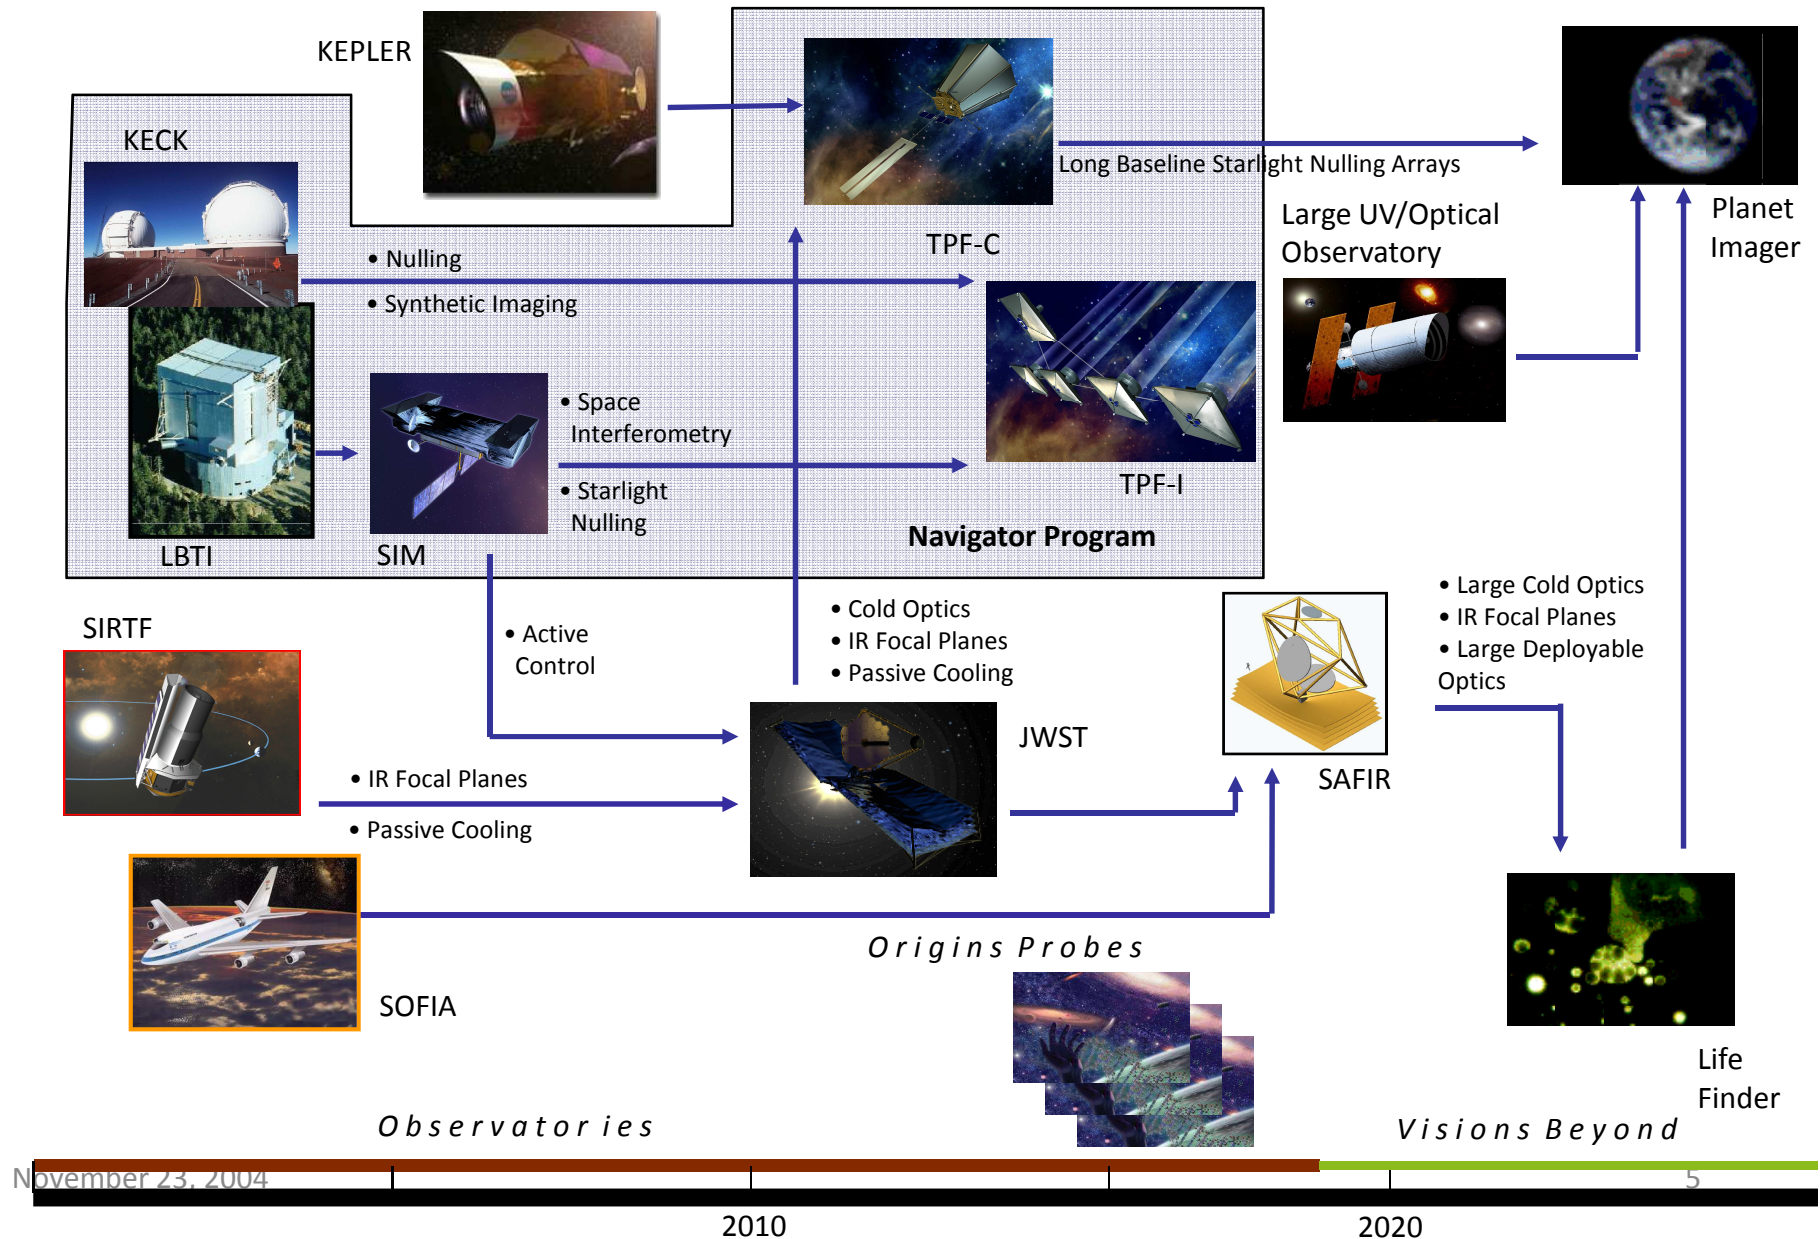 KEPLER
KECK
Long Baseline Starlight Nulling Arrays
Large UV/Optical
Observatory
Planet
Imager
TPF-C
• Nulling
• Synthetic Imaging
• Space
Interferometry
• Starlight
Nulling
TPF-I
Navigator Program
LBTI
SIM
SIRTF
• Active
Control
• Cold Optics
• IR Focal Planes
• Passive Cooling
• Large Cold Optics
• IR Focal Planes
• Large Deployable
Optics
JWST
SAFIR
• IR Focal Planes
• Passive Cooling
Origins Probes
SOFIA
Life
Finder
Observatories
Visions Beyond
November 23, 2004
5
2010
2020